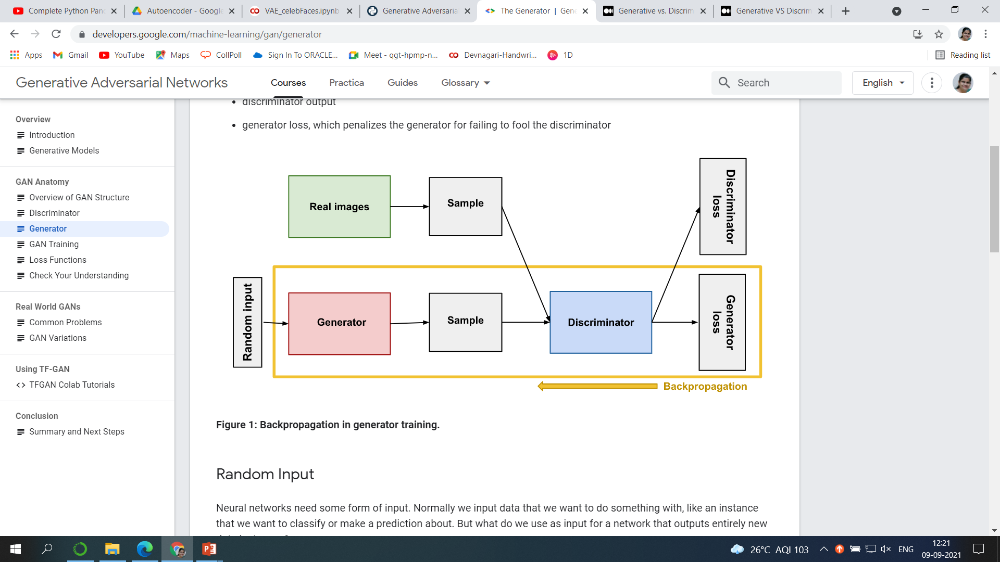 Complete Python Pand
Autoencoder - Google
VAE_celebFaces.ipynb
Generative Adversaria
The Generator | Gene
Generative vs. Discrim
Generative VS Discrim
developers.google.com/machine-learning/gan/generator
Apps
Gmail
YouTube
Maps
CollPoll
Sign In To ORACLE...
Meet - qgt-hpmp-n...
Devnagari-Handwri...
1D
Reading list
Generative Adversarial Networks
Courses
Practica
Guides
Glossary
Search
English
Overview
Introduction
Generative Models
GAN Anatomy
Overview of GAN Structure
Discriminator
Generator
GAN Training
Loss Functions
Check Your Understanding
Real World GANs
Common Problems
GAN Variations
Using TF-GAN
TFGAN Colab Tutorials
Conclusion
Summary and Next Steps
• discriminator output
• generator loss, which penalizes the generator for failing to fool the discriminator
Real images
Sample
Discriminator
loss
Random input
Generator
Sample
Discriminator
Generator
loss
Backpropagation
Figure 1: Backpropagation in generator training.
Random Input
Neural networks need some form of input. Normally we input data that we want to do something with, like an instance
that we want to classify or make a prediction about. But what do we use as input for a network that outputs entirely new
26°C AQI 103
ENG
12:21
09-09-2021